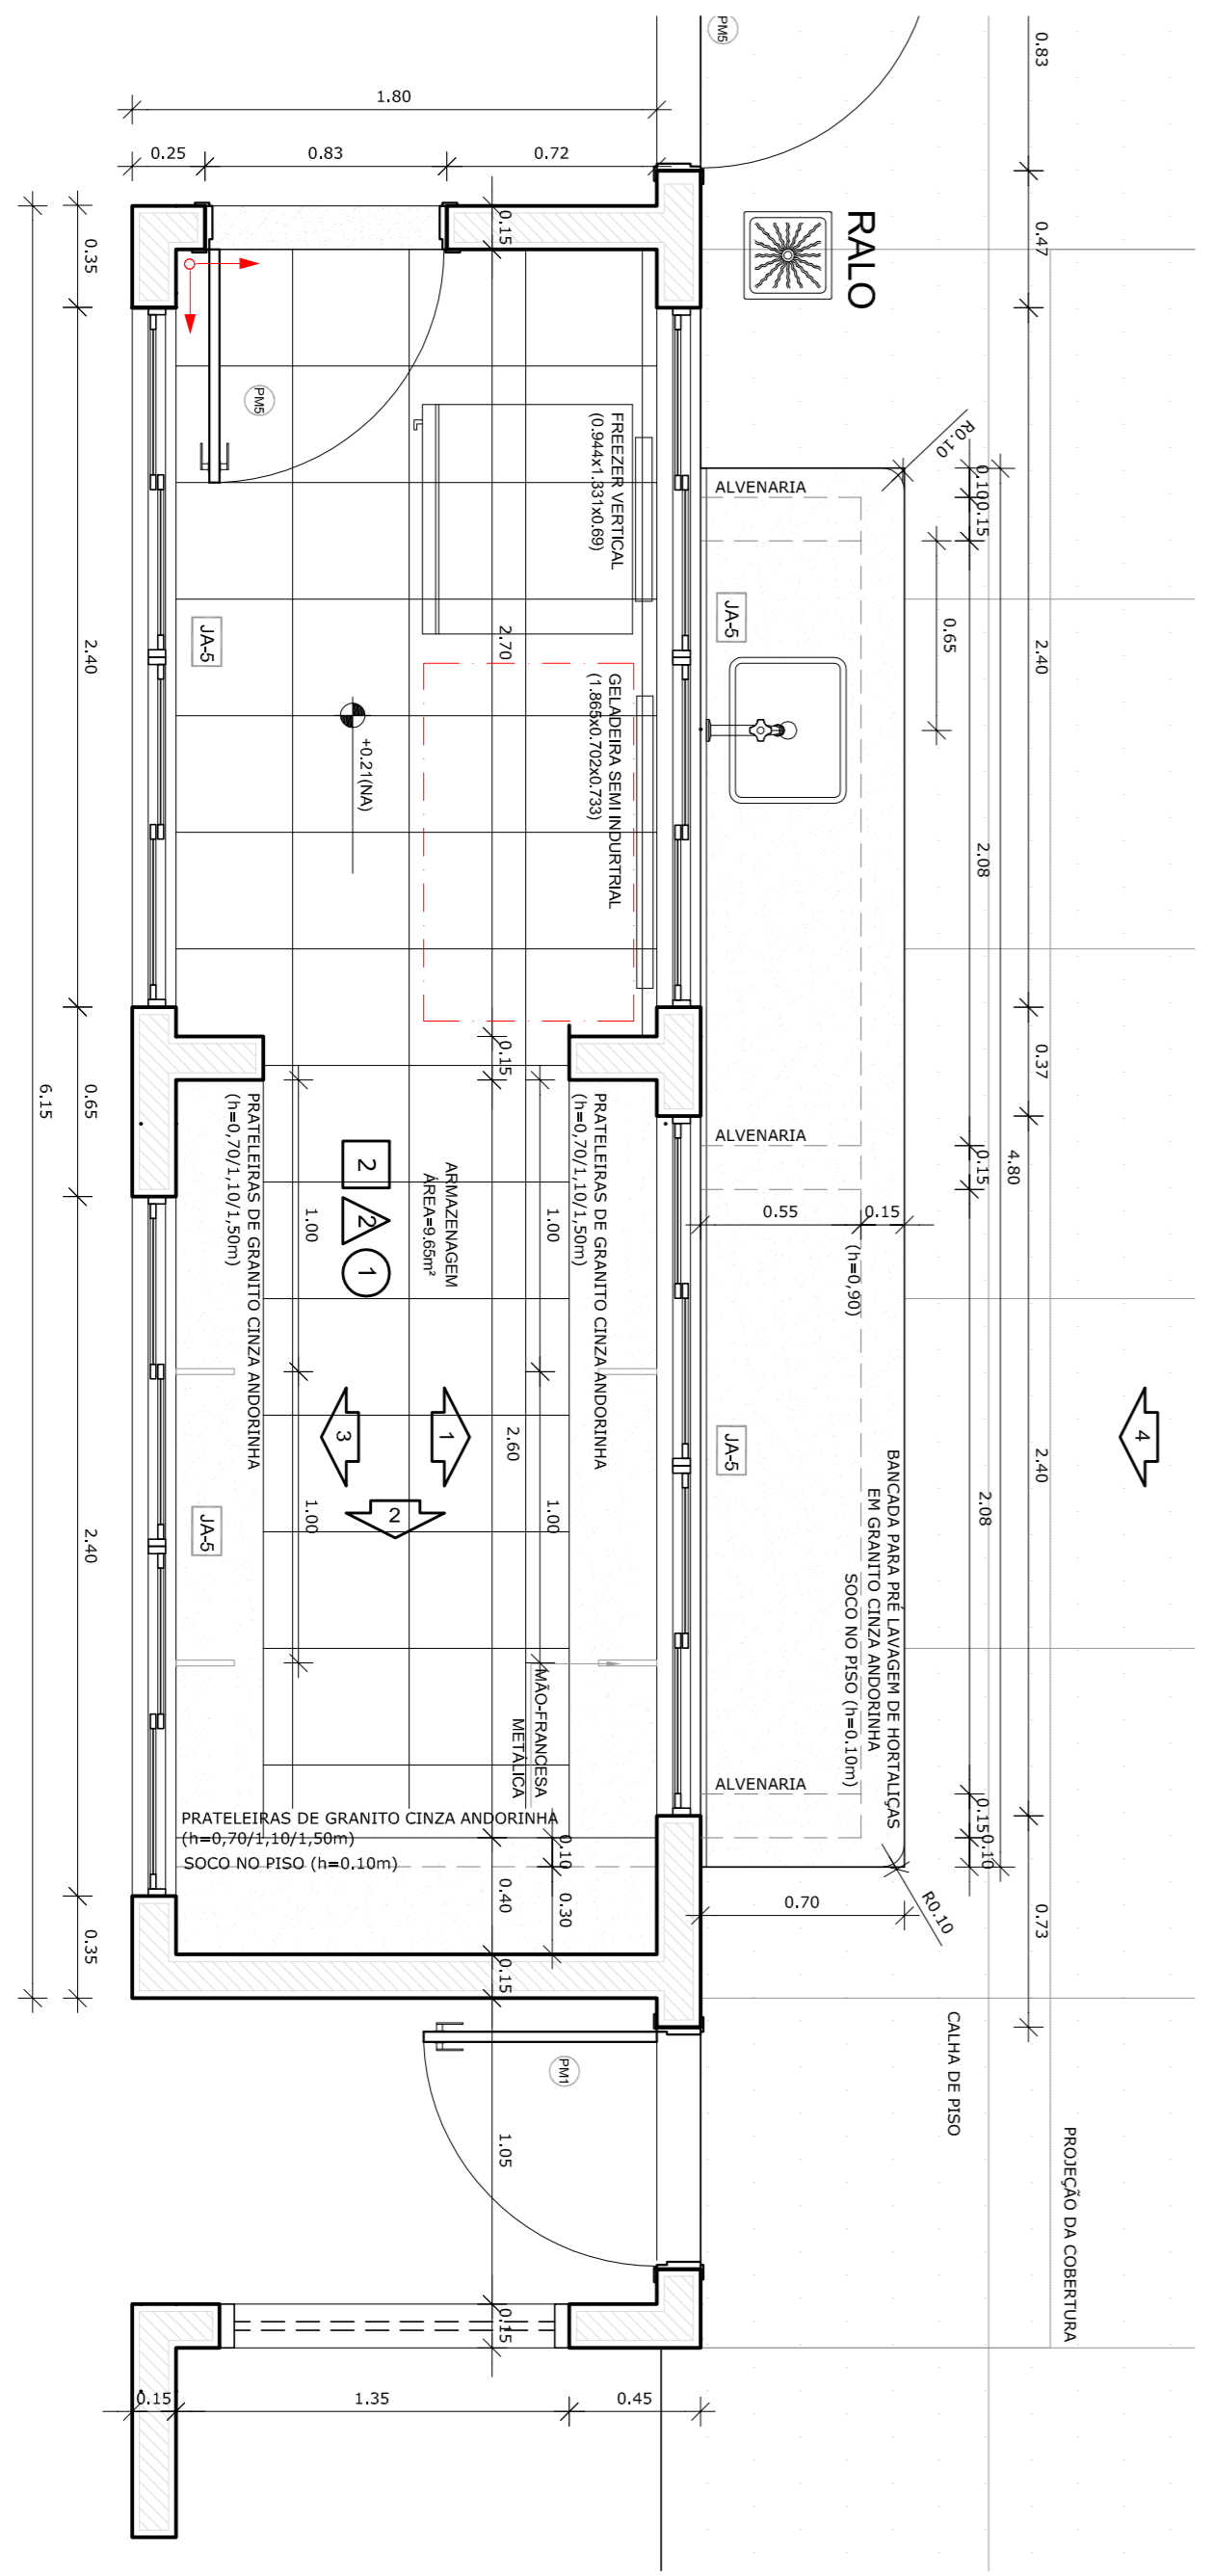 PM5
0.83
1.80
0.25
0.83
0.72
0.15
0.47
0.35
RALO
PM5
FREEZER VERTICAL
(0.944x1.331x0.69)
R0.10
0.10
0.15
ALVENARIA
JA-5
JA-5
0.65
2.40
2.70
2.40
GELADEIRA SEMI INDURTRIAL
(1.865x0.702x0.733)
+0.21(NA)
2.08
0.15
0.37
0.65
6.15
PRATELEIRAS DE GRANITO CINZA ANDORINHA
(h=0,70/1,10/1,50m)
PRATELEIRAS DE GRANITO CINZA ANDORINHA
(h=0,70/1,10/1,50m)
ALVENARIA
0.15
4.80
2
2
1
ARMAZENAGEM
ÁREA=9,65m²
1.00
1.00
0.55
0.15
(h=0,90)
3
1
2
4
2.60
JA-5
JA-5
2.40
2.40
2.08
1.00
1.00
BANCADA PARA PRÉ LAVAGEM DE HORTALIÇAS
EM GRANITO CINZA ANDORINHA
SOCO NO PISO (h=0.10m)
MÃO-FRANCESA
METÁLICA
ALVENARIA
0.15
0.10
PRATELEIRAS DE GRANITO CINZA ANDORINHA
(h=0,70/1,10/1,50m)
SOCO NO PISO (h=0.10m)
0.10
0.40
0.30
0.70
R0.10
0.73
0.35
0.15
PM1
CALHA DE PISO
PROJEÇÃO DA COBERTURA
1.05
0.15
0.15
1.35
0.45